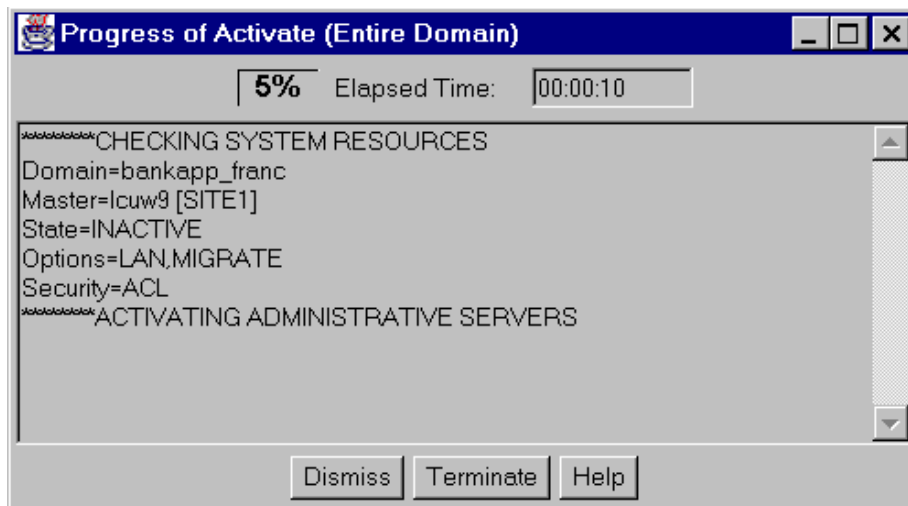 Progress of Activate (Entire Domain)
5% Elapsed Time: 00:00:10
*********CHECKING SYSTEM RESOURCES
Domain=bankapp_franc
Master=lcuw9 [SITE1]
State=INACTIVE
Options=LAN,MIGRATE
Security=ACL
*********ACTIVATING ADMINISTRATIVE SERVERS
Dismiss Terminate Help